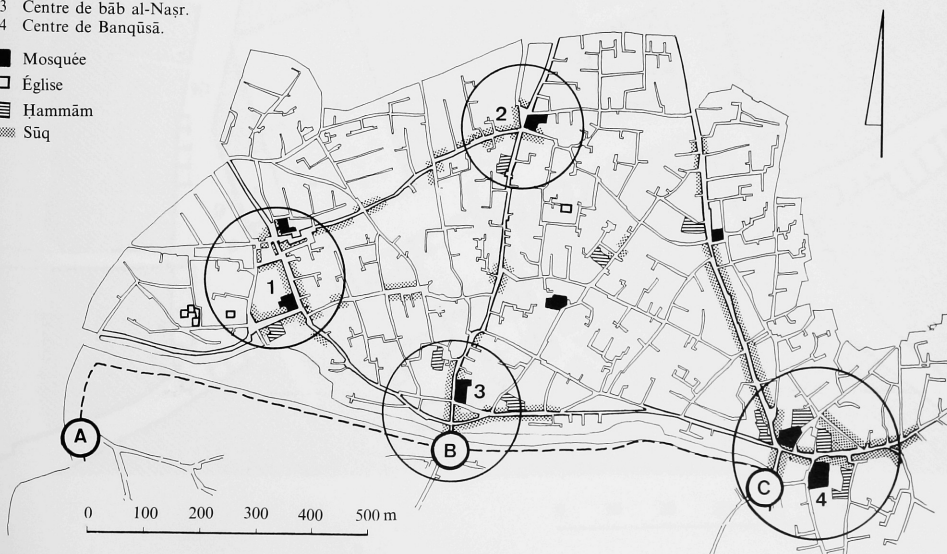 3 Centre de bāb al-Naṣr.
4 Centre de Banqūsā.
Mosquée
Église
Ḥammām
Sūq
2
1
3
A
B
C
4
0 100 200 300 400 500 m